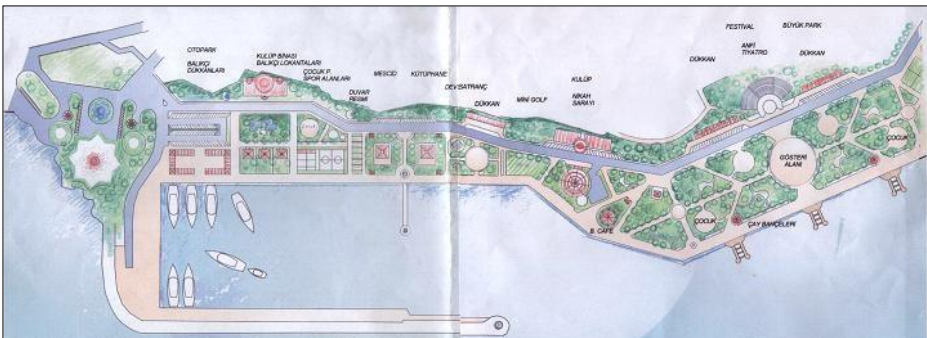 OTOPARK
BALIKÇI
DÜKKANLARI
KULÜP BİNASI
BALIKÇI LOKANTALARI
ÇOCUK P.
SPOR ALANLARI
DUVAR
RESMİ
MESCİD
KÜTÜPHANE
DEV SATRANÇ
DÜKKAN
MİNİ GOLF
KULÜP
NİKAH
SARAYI
FESTİVAL
BÜYÜK PARK
DÜKKAN
ANFİ
TİYATRO
DÜKKAN
ÇOCUK
GÖSTERİ
ALANI
ÇOCUK
ÇAY BAHÇELERİ
B. CAFE